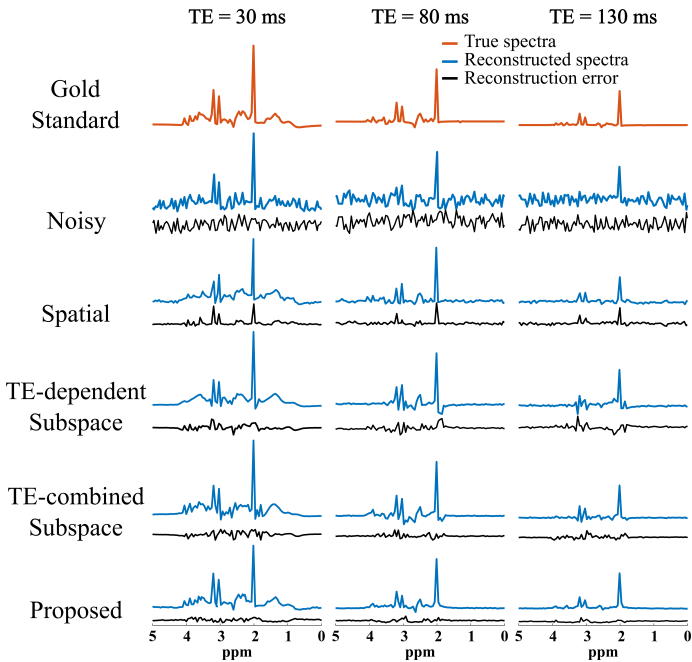 TE = 30 ms TE = 80 ms TE = 130 ms
True spectra
Reconstructed spectra
Reconstruction error
Gold
Standard
Noisy
Spatial
TE-dependent
Subspace
TE-combined
Subspace
Proposed
5 4 3 2 1 0 5 4 3 2 1 0 5 4 3 2 1 0
ppm ppm ppm